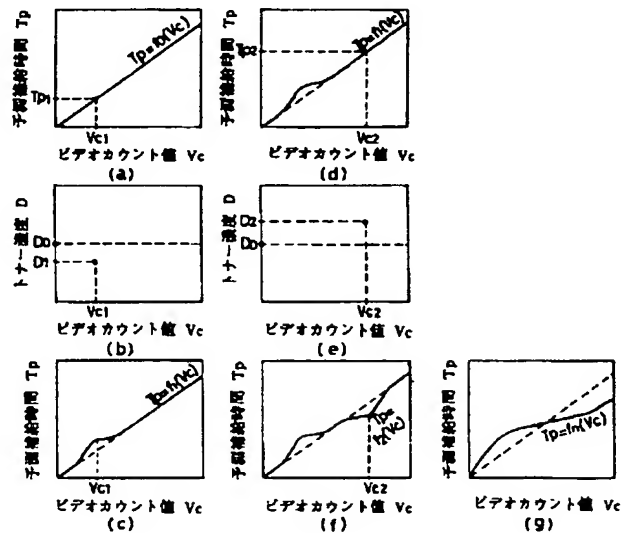 予測補給時間 Tp
Tp=f0(Vc)
Tp1
Vc1
ビデオカウント値 Vc
(a)
予測補給時間 Tp
Tp=f1(Vc)
Tp2
Vc2
ビデオカウント値 Vc
(d)
トナー濃度 D
D0
D1
Vc1
ビデオカウント値 Vc
(b)
トナー濃度 D
D2
D0
Vc2
ビデオカウント値 Vc
(e)
予測補給時間 Tp
Tp=f1(Vc)
Vc1
ビデオカウント値 Vc
(c)
予測補給時間 Tp
Tp=
f2(Vc)
Vc2
ビデオカウント値 Vc
(f)
予測補給時間 Tp
Tp=fn(Vc)
ビデオカウント値 Vc
(g)